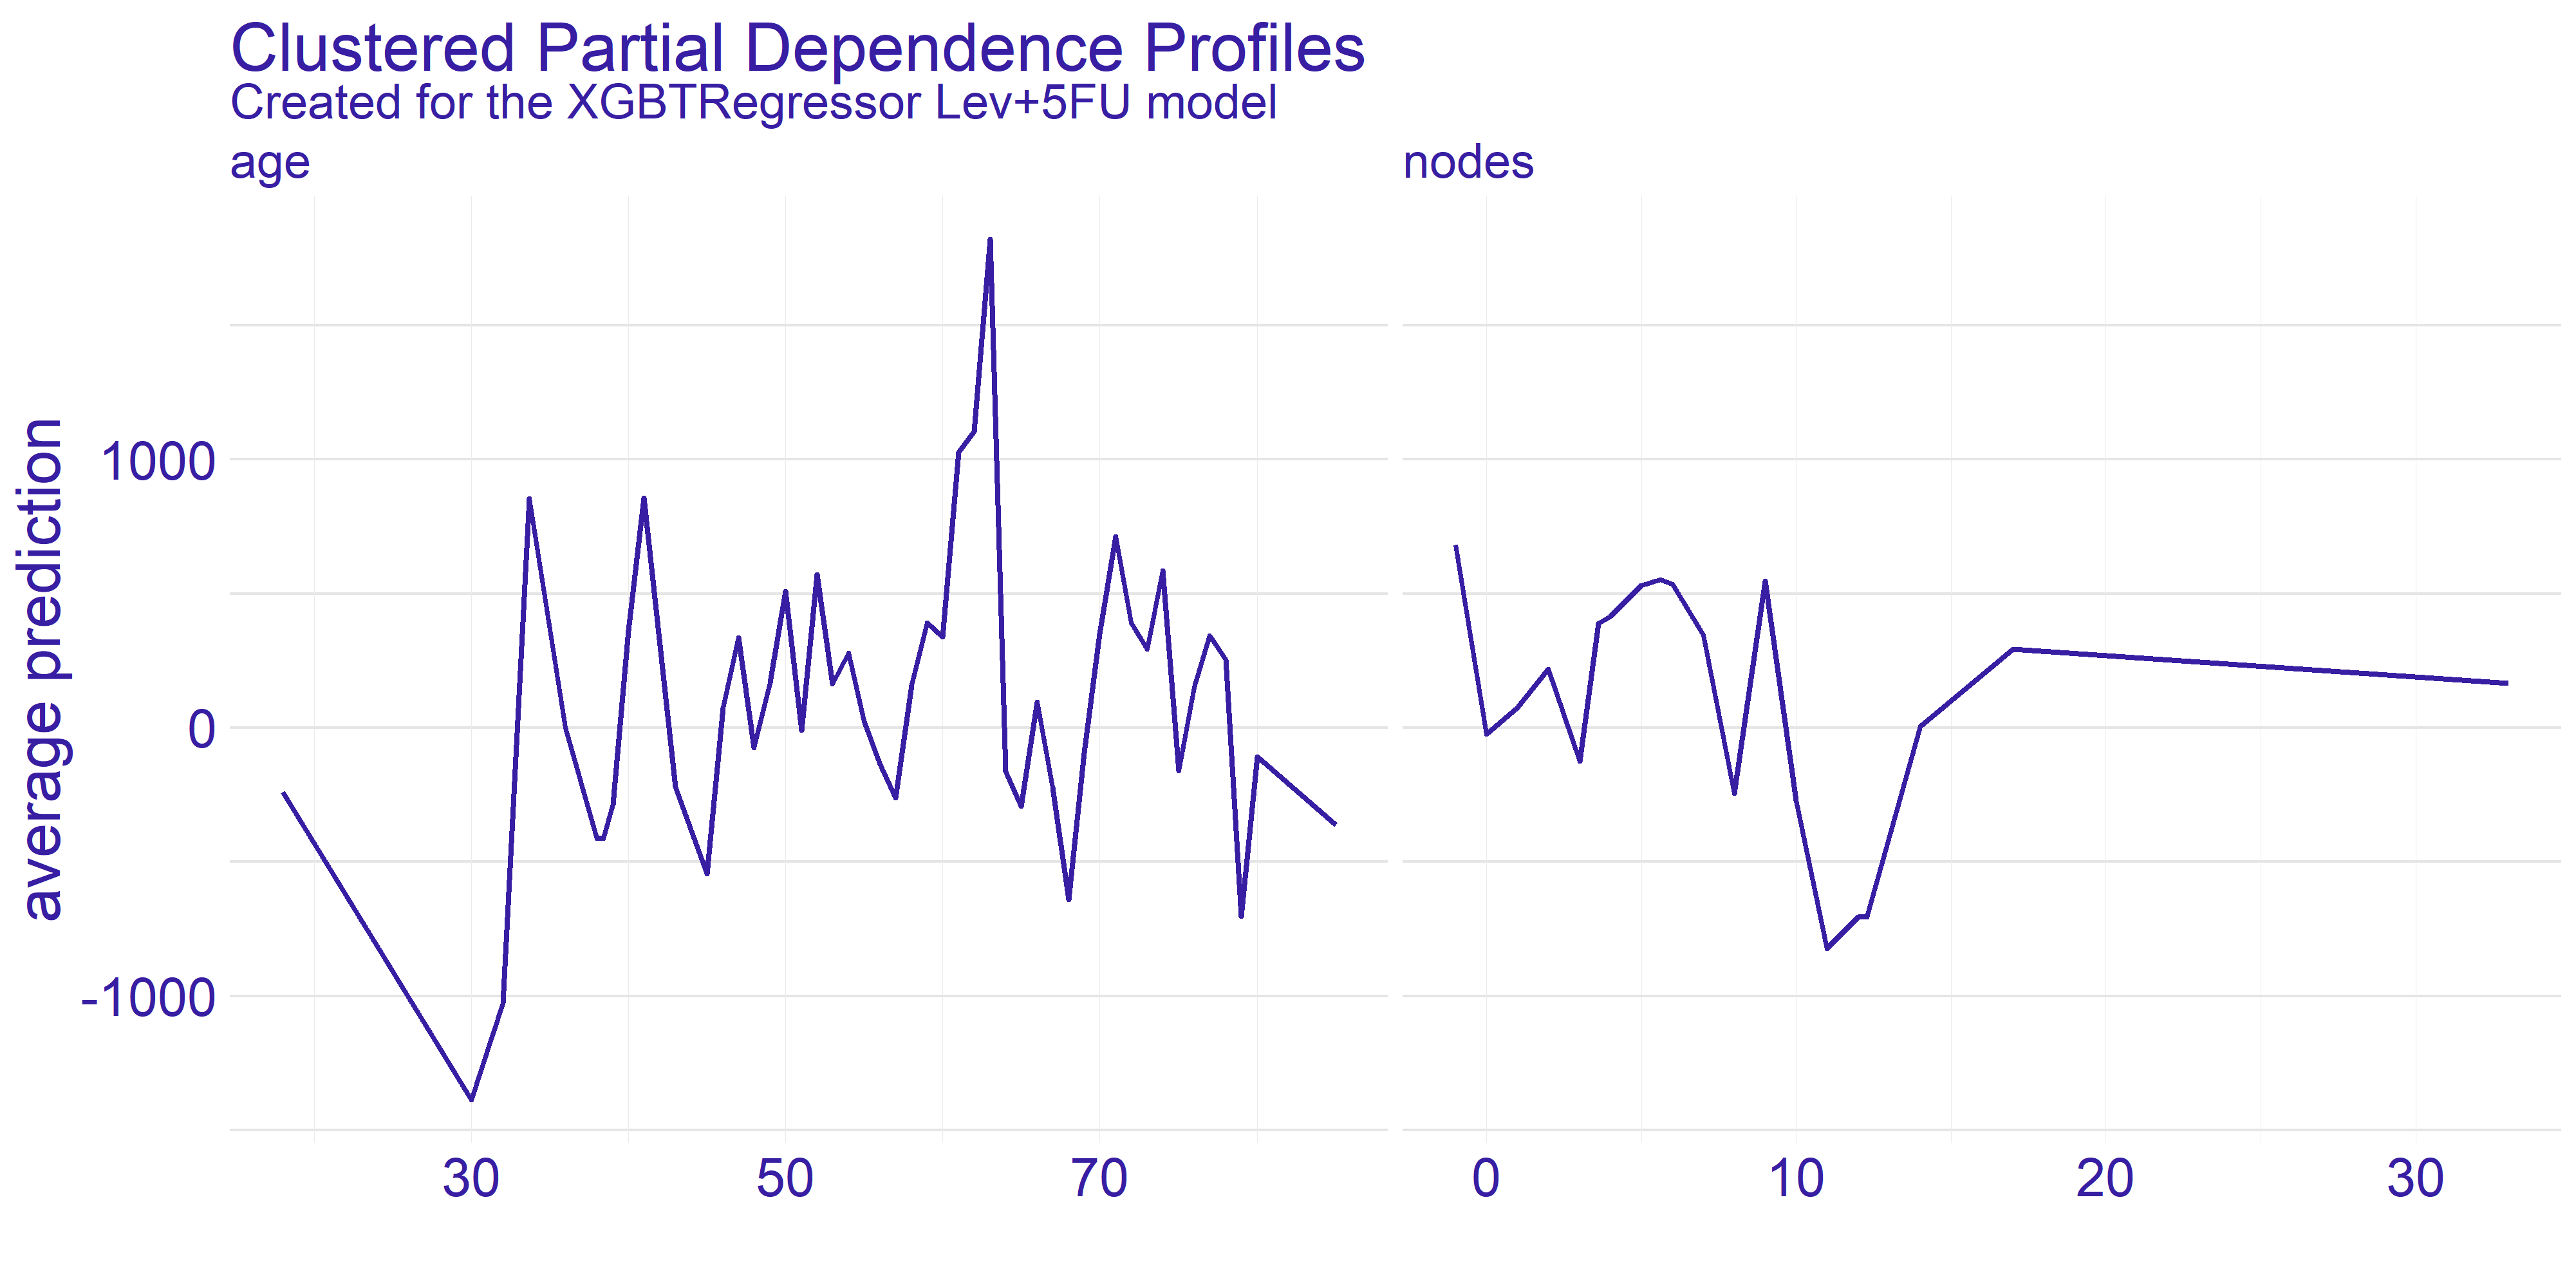 Clustered Partial Dependence Profiles
Created for the XGBTRegressor Lev+5FU model
age
nodes
average prediction
1000
0
-1000
30 50 70
0 10 20 30